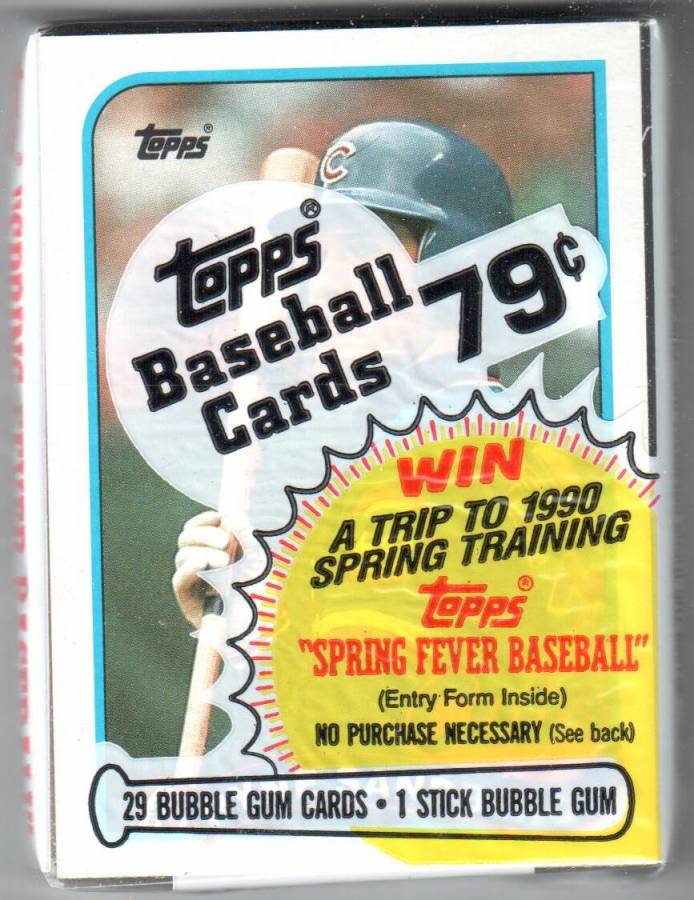 Topps®
C
Topps®
Baseball
Cards
79¢
WIN
A TRIP TO 1990
SPRING TRAINING
Topps®
"SPRING FEVER BASEBALL"
(Entry Form Inside)
NO PURCHASE NECESSARY (See back)
29 BUBBLE GUM CARDS • 1 STICK BUBBLE GUM